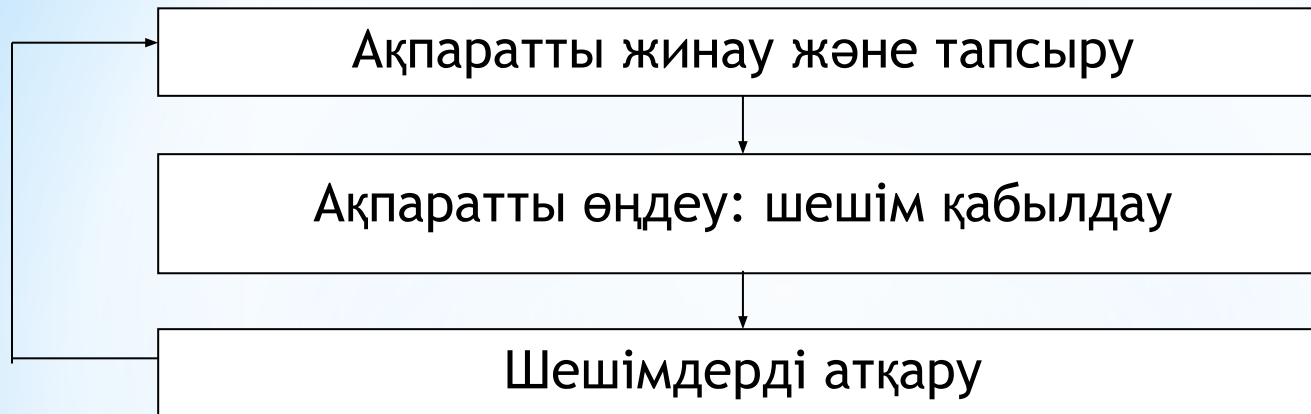 Ақпаратты жинау және тапсыру
Ақпаратты өңдеу: шешім қабылдау
Шешімдерді атқару